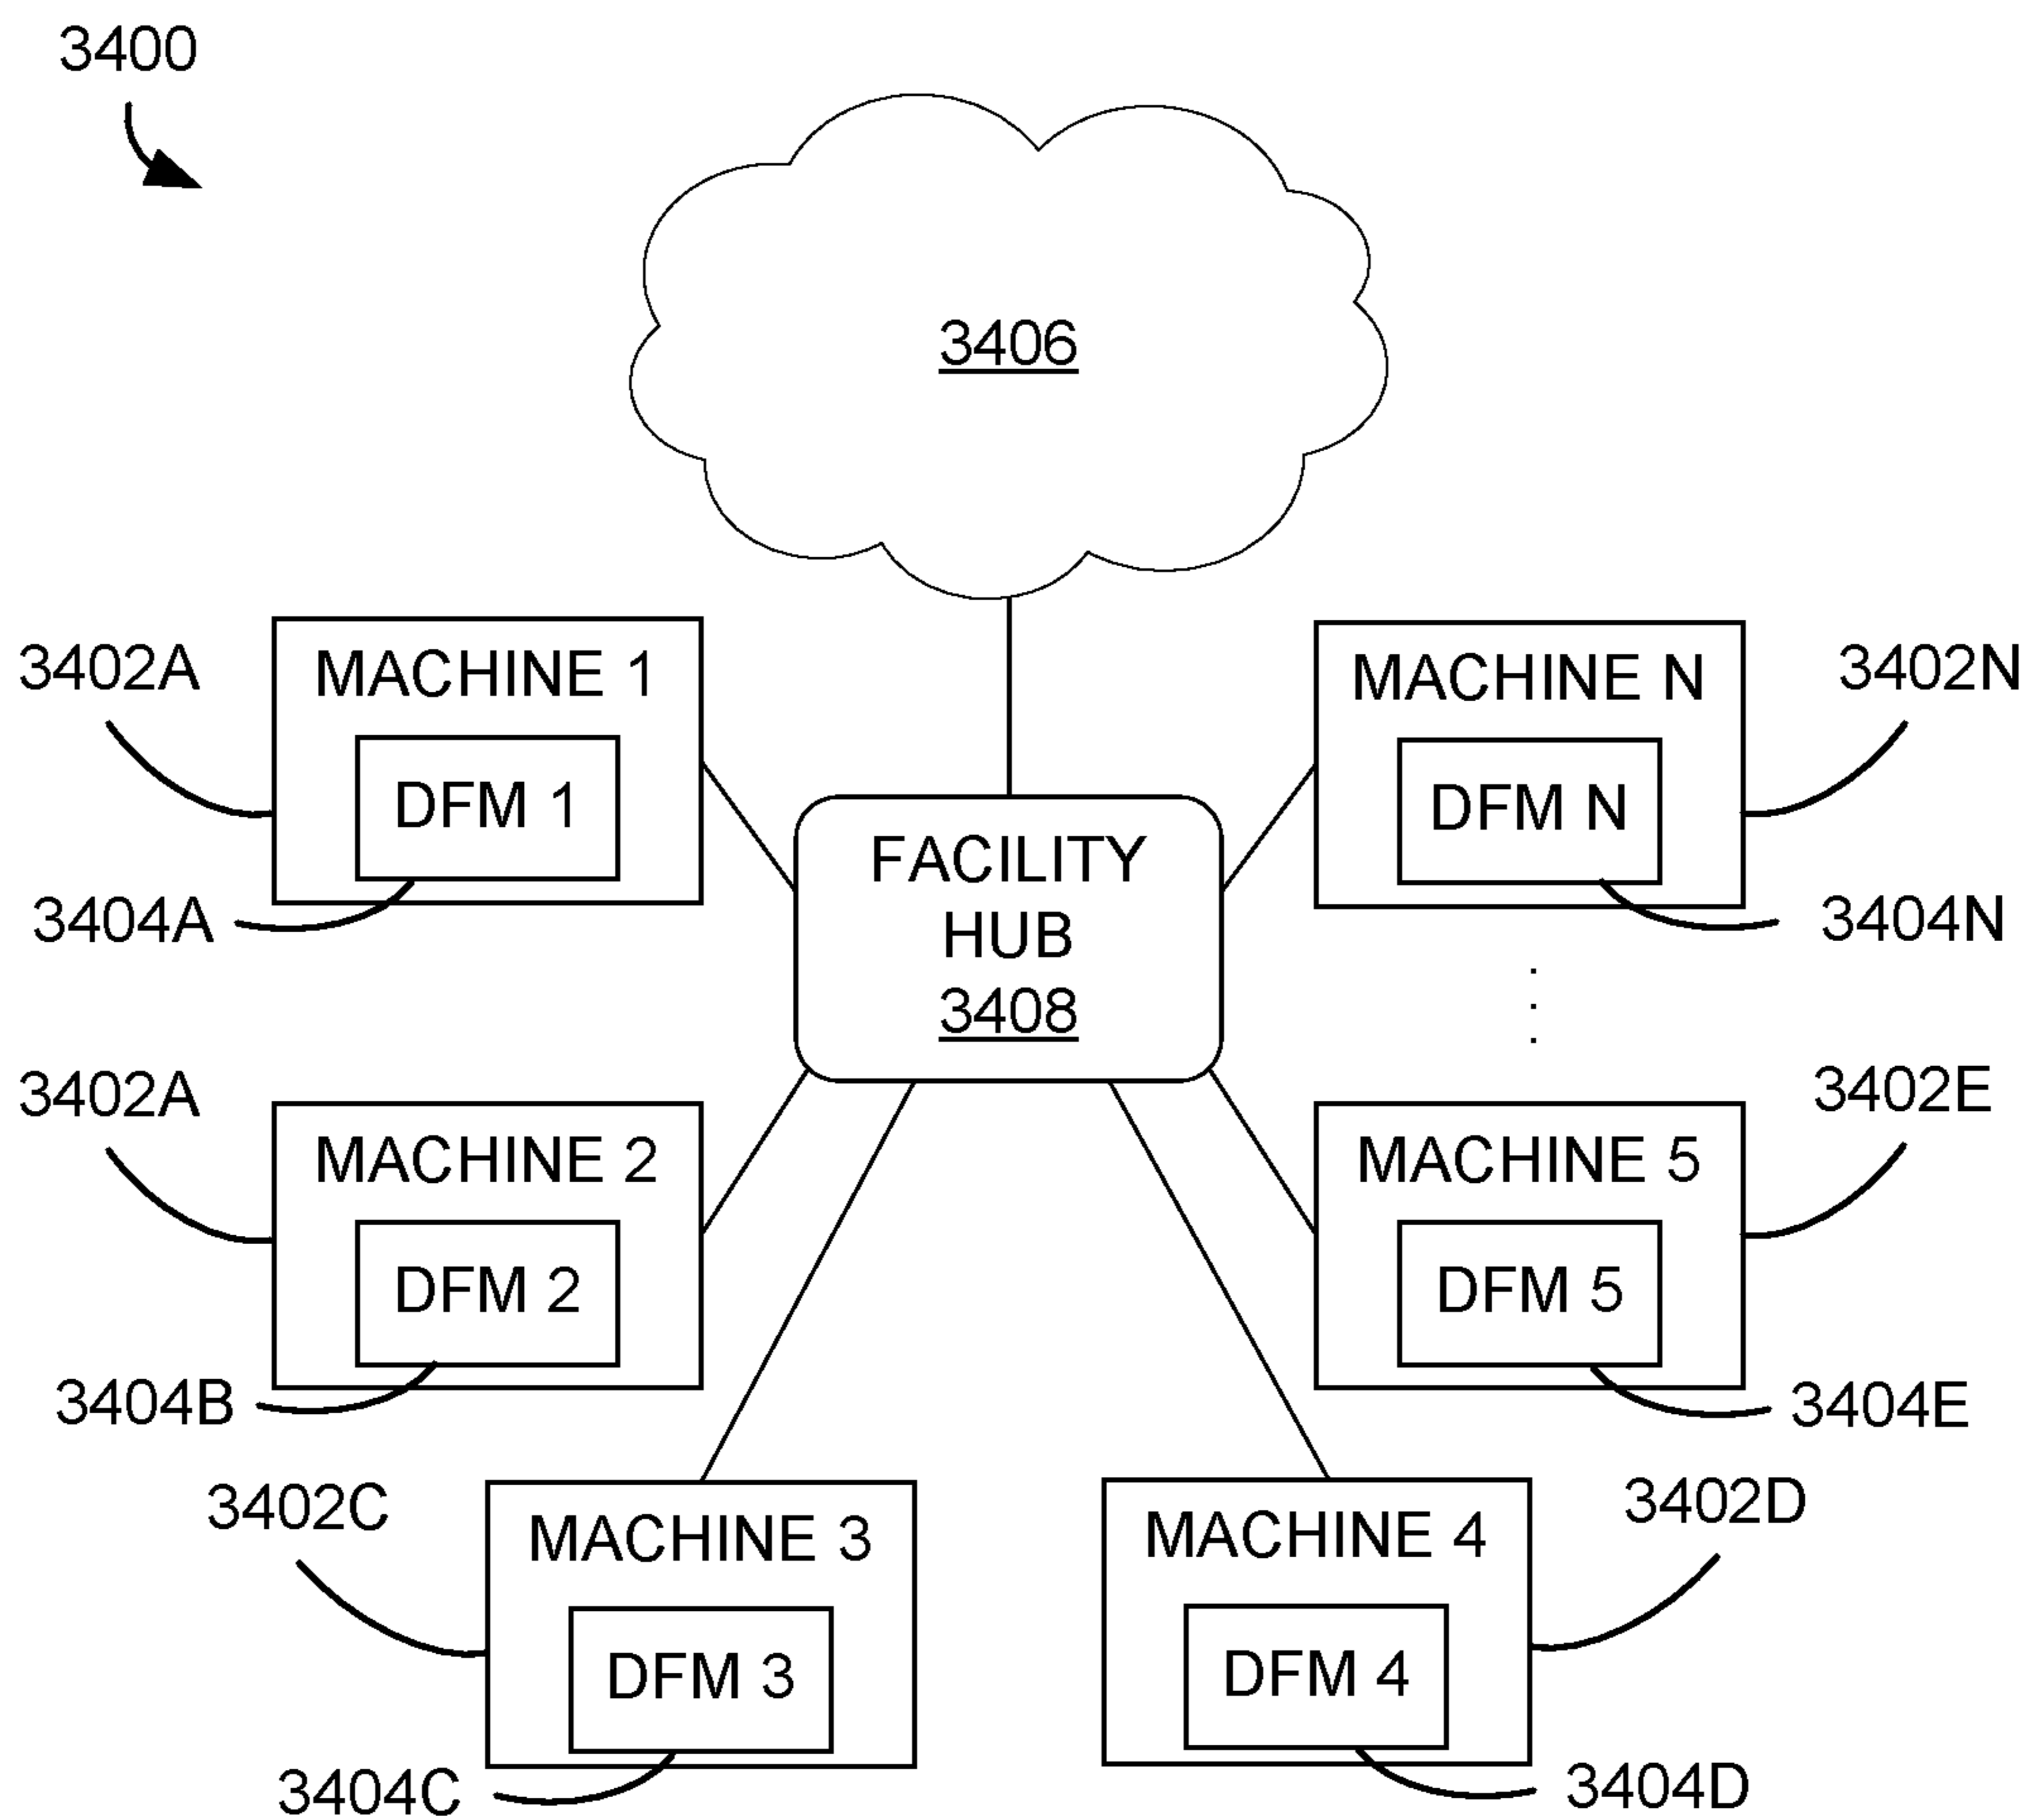 3400
3406
3402A
MACHINE 1
DFM 1
3404A
MACHINE N
3402N
DFM N
3404N
FACILITY
HUB
3408
3402A
MACHINE 2
DFM 2
3404B
3402E
MACHINE 5
DFM 5
3404E
3402C
MACHINE 3
DFM 3
3404C
3402D
MACHINE 4
DFM 4
3404D